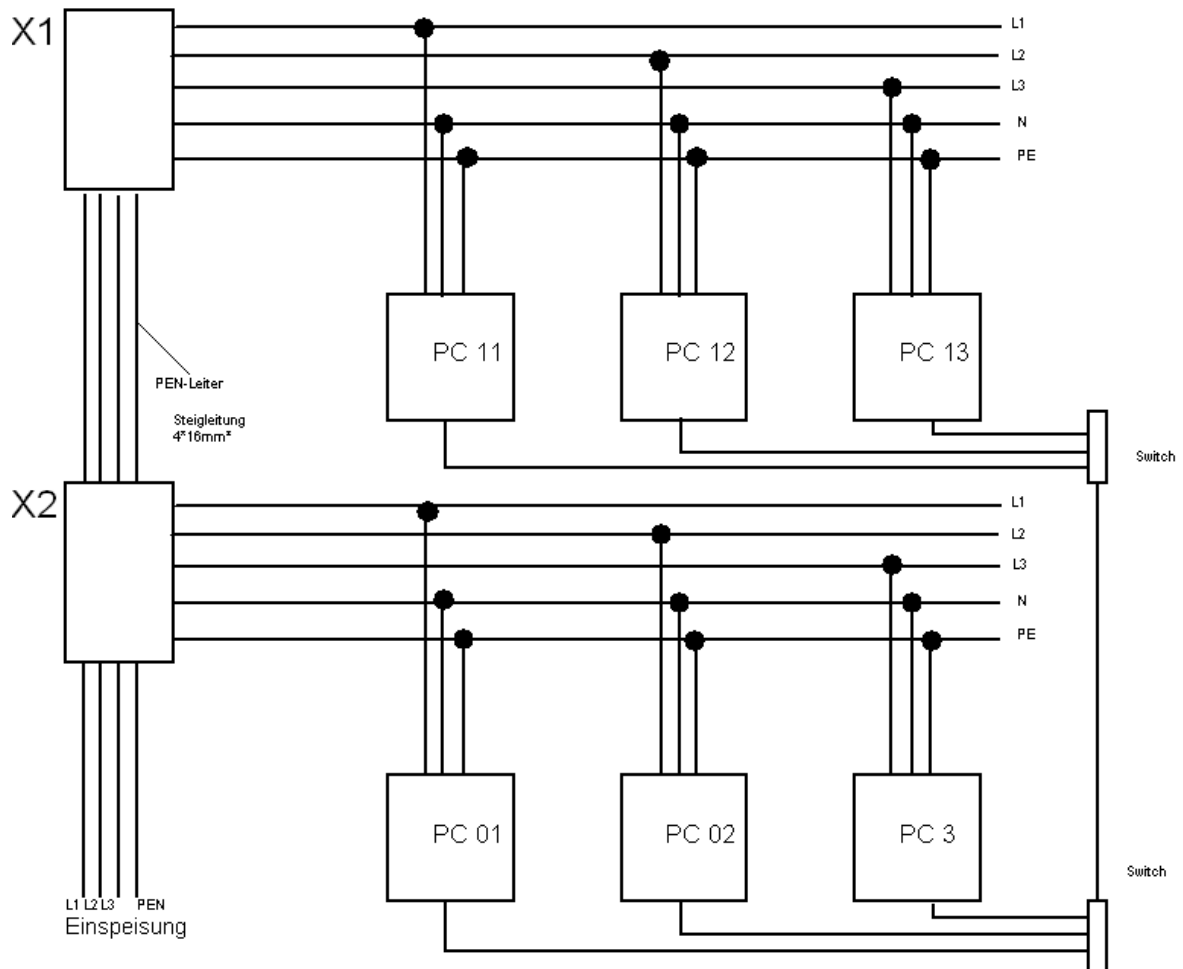 X1
L1
L2
L3
N
PE
PC 11
PC 12
PC 13
PEN-Leiter
Steigleitung
4*16mm*
Switch
X2
L1
L2
L3
N
PE
PC 01
PC 02
PC 3
Switch
L1 L2 L3 PEN
Einspeisung